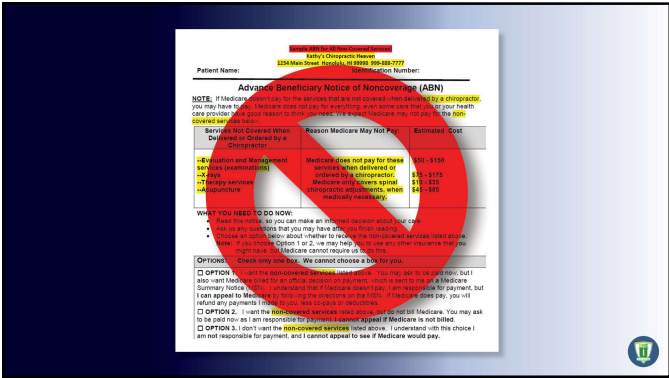 Sample ABN for All Non-Covered Services!
Kathy's Chiropractic Heaven
1234 Main Street Honolulu, HI 99998 999-888-7777
Patient Name: Identification Number:
Advance Beneficiary Notice of Noncoverage (ABN)
NOTE: If Medicare doesn't pay for the services that are not covered when delivered by a chiropractor,
you may have to pay. Medicare does not pay for everything, even some care that you or your health
care provider have good reason to think you need. We expect Medicare may not pay for the non-
covered services below.
Services Not Covered When
Delivered or Ordered by a
Chiropractor
Reason Medicare May Not Pay:
Estimated Cost
--Evaluation and Management
services (examinations)
--X-rays
--Therapy services
--Acupuncture
Medicare does not pay for these
services when delivered or
ordered by a chiropractor.
Medicare only covers spinal
chiropractic adjustments, when
medically necessary.
$50 - $150
$75 - $175
$10 - $35
$45 - $65
WHAT YOU NEED TO DO NOW:
• Read this notice, so you can make an informed decision about your care
• Ask us any questions that you may have after you finish reading.
• Choose an option below about whether to receive the non-covered services listed above.
Note: If you choose Option 1 or 2, we may help you to use any other insurance that you
might have, but Medicare cannot require us to do this.
OPTIONS: Check only one box. We cannot choose a box for you.
☐ OPTION 1. I want the non-covered services listed above. You may ask to be paid now, but I
also want Medicare billed for an official decision on payment, which is sent to me on a Medicare
Summary Notice (MSN). I understand that if Medicare doesn't pay, I am responsible for payment, but
I can appeal to Medicare by following the directions on the MSN. If Medicare does pay, you will
refund any payments I made to you, less co-pays or deductibles.
☐ OPTION 2. I want the non-covered services listed above, but do not bill Medicare. You may ask
to be paid now as I am responsible for payment. I cannot appeal if Medicare is not billed.
☐ OPTION 3. I don't want the non-covered services listed above. I understand with this choice I
am not responsible for payment, and I cannot appeal to see if Medicare would pay.